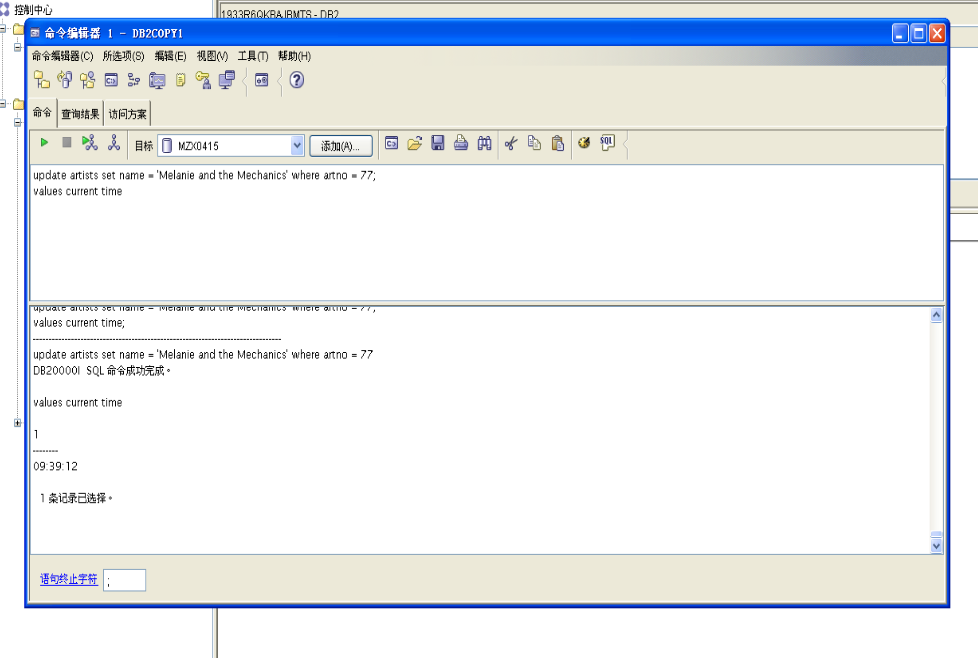 控制中心
1933R6QKBAJBMTS - DB2
命令编辑器 1 - DB2COPY1
命令编辑器(C) 所选项(S) 编辑(E) 视图(V) 工具(T) 帮助(H)
命令 查询结果 访问方案
目标 MZX0415 添加(A)... SQL
update artists set name = 'Melanie and the Mechanics' where artno = 77;
values current time
update artists set name = 'Melanie and the Mechanics' where artno = 77;
values current time;
------------------------------------------------------------------------------
update artists set name = 'Melanie and the Mechanics' where artno = 77
DB20000I SQL 命令成功完成。
values current time
1
--------
09:39:12
1 条记录已选择。
语句终止字符 ;